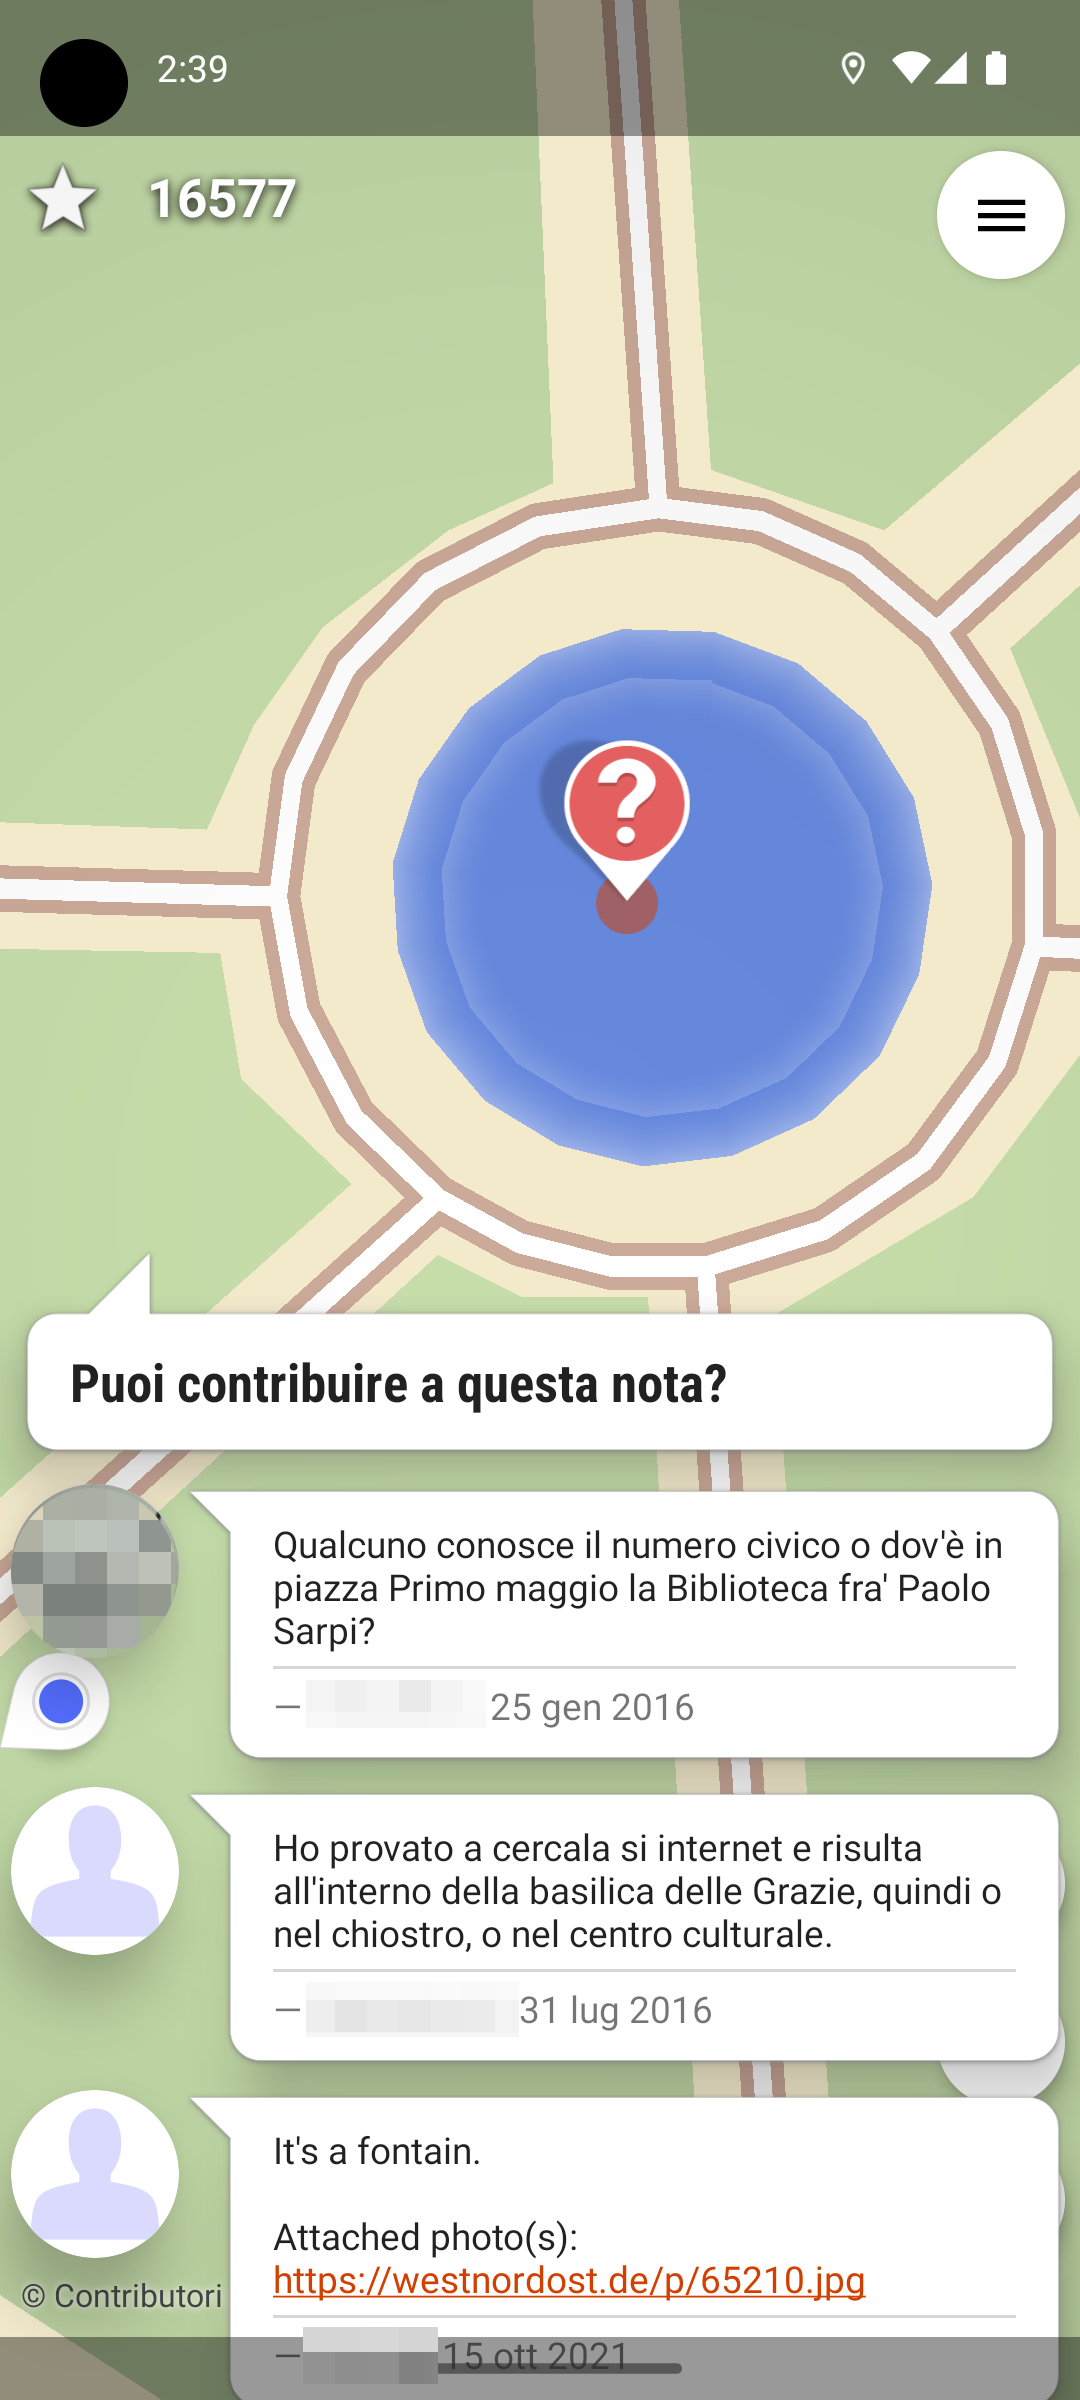 2:39
16577
Puoi contribuire a questa nota?
Qualcuno conosce il numero civico o dov'è in
piazza Primo maggio la Biblioteca fra' Paolo
Sarpi?
– 25 gen 2016
Ho provato a cercala si internet e risulta
all'interno della basilica delle Grazie, quindi o
nel chiostro, o nel centro culturale.
– 31 lug 2016
It's a fontain.
Attached photo(s):
https://westnordost.de/p/65210.jpg
© Contributori
– 15 ott 2021